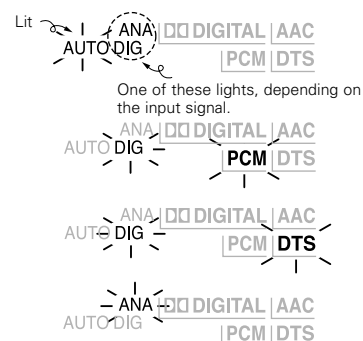 Lit
ANA DIGITAL AAC
AUTO DIG PCM DTS
One of these lights, depending on
the input signal.
ANA DIGITAL AAC
AUTO DIG PCM DTS
ANA DIGITAL AAC
AUTO DIG PCM DTS
ANA DIGITAL AAC
AUTO DIG PCM DTS